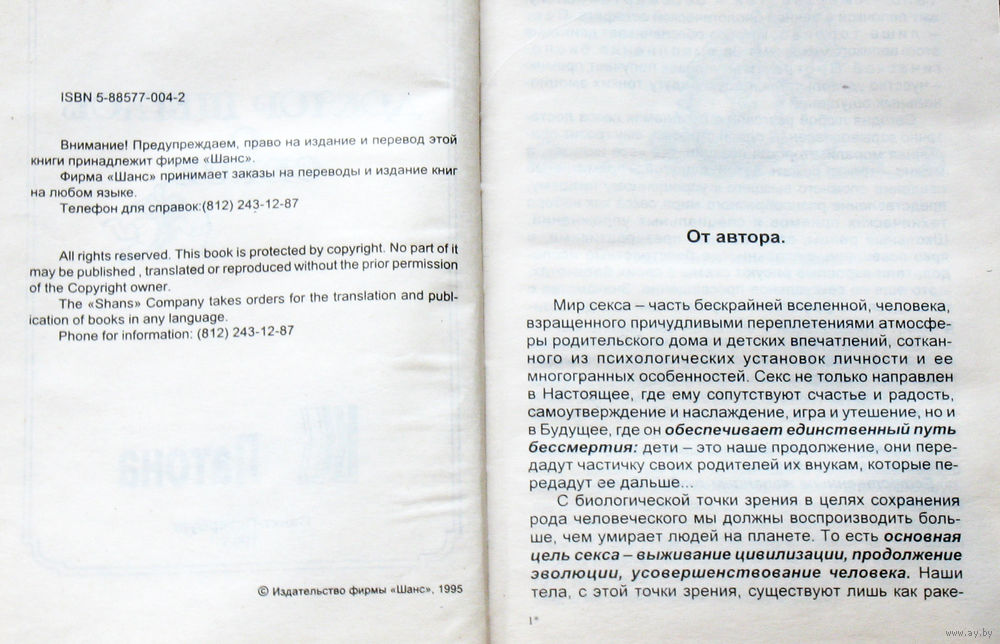 ISBN 5-88577-004-2
Внимание! Предупреждаем, право на издание и перевод этой
книги принадлежит фирме «Шанс».
Фирма «Шанс» принимает заказы на переводы и издание книг
на любом языке.
Телефон для справок:(812) 243-12-87
All rights reserved. This book is protected by copyright. No part of it
may be published , translated or reproduced without the prior permission
of the Copyright owner.
The «Shans» Company takes orders for the translation and publ-
ication of books in any language.
Phone for information: (812) 243-12-87
© Издательство фирмы «Шанс», 1995
От автора.
Мир секса – часть бескрайней вселенной, человека,
взращенного причудливыми переплетениями атмосфе-
ры родительского дома и детских впечатлений, соткан-
ного из психологических установок личности и ее
многогранных особенностей. Секс не только направлен
в Настоящее, где ему сопутствуют счастье и радость,
самоутверждение и наслаждение, игра и утешение, но и
в Будущее, где он обеспечивает единственный путь
бессмертия: дети – это наше продолжение, они пере-
дадут частичку своих родителей их внукам, которые пе-
редадут ее дальше...
С биологической точки зрения в целях сохранения
рода человеческого мы должны воспроизводить боль-
ше, чем умирает людей на планете. То есть основная
цель секса – выживание цивилизации, продолжение
эволюции, усовершенствование человека. Наши
тела, с этой точки зрения, существуют лишь как раке-
1*
www.ay.by